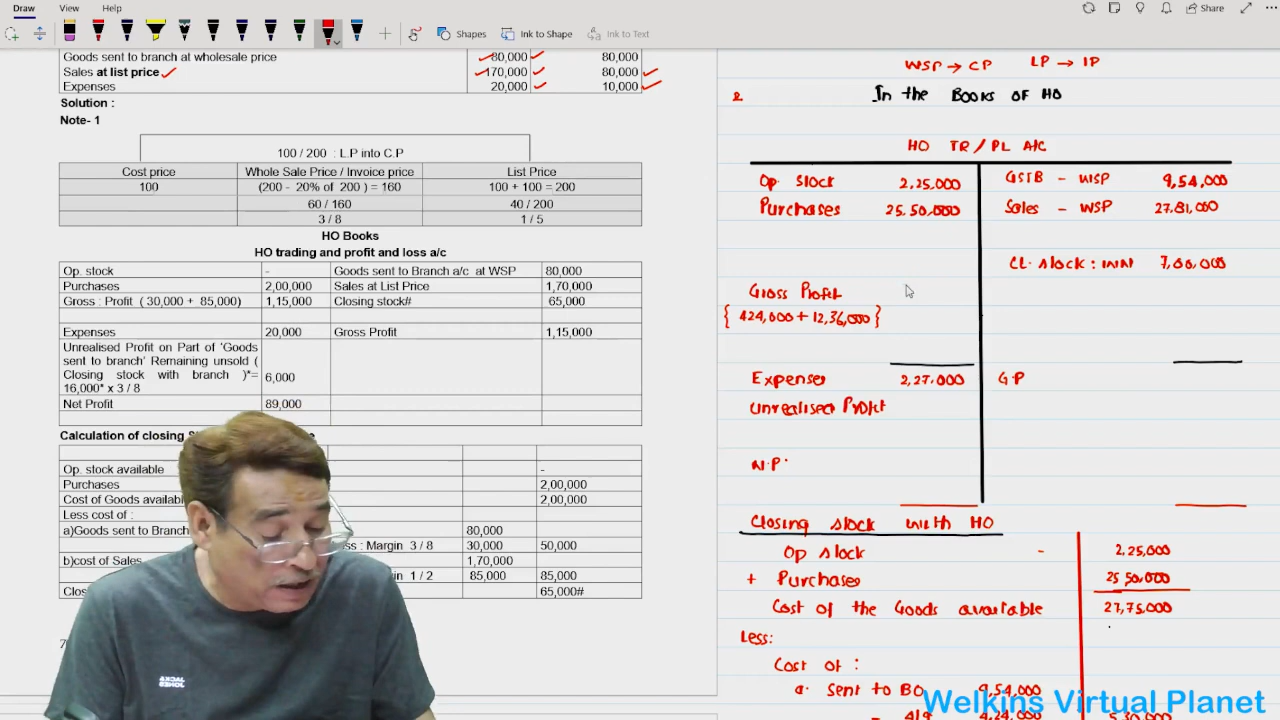 Draw View Help
Share
Shapes Ink to Shape Ink to Text
Goods sent to branch at wholesale price 80,000 80,000
Sales at list price 170,000 80,000
Expenses 20,000 10,000
Solution :
Note- 1
100 / 200 : L.P into C.P
Cost price Whole Sale Price / Invoice price List Price
100 (200 - 20% of 200 ) = 160 100 + 100 = 200
60 / 160 40 / 200
3 / 8 1 / 5
HO Books
HO trading and profit and loss a/c
Op. stock - Goods sent to Branch a/c at WSP 80,000
Purchases 2,00,000 Sales at List Price 1,70,000
Gross : Profit ( 30,000 + 85,000) 1,15,000 Closing stock# 65,000
Expenses 20,000 Gross Profit 1,15,000
Unrealised Profit on Part of 'Goods
sent to branch' Remaining unsold (
Closing stock with branch )*=
16,000* x 3 / 8 6,000
Net Profit 89,000
Calculation of closing
Op. stock available -
Purchases 2,00,000
Cost of Goods 2,00,000
Less cost of :
a)Goods sent to Branch 80,000
ss : Margin 3 / 8 30,000 50,000
b)cost of Sales 1,70,000
in 1 / 2 85,000 85,000
65,000#
WSP → CP LP → IP
2 In the Books OF HO
HO TR / PL A/C
Op. Stock 2,25,000 GSTB - WSP 9,54,000
Purchases 25,50,000 Sales - WSP 27,81,000
CL. Stock : 7,00,000
Gross Profit
{ 424,000 + 12,36,000 }
Expenses 2,27,000 G.P
Unrealised Profit
N.P.
Closing stock with HO
Op stock - 2,25,000
+ Purchases 25 50,000
Cost of the Goods available 27,75,000
Less:
Cost of :
a. Sent to BO 9,54,000
Welkins Virtual Planet